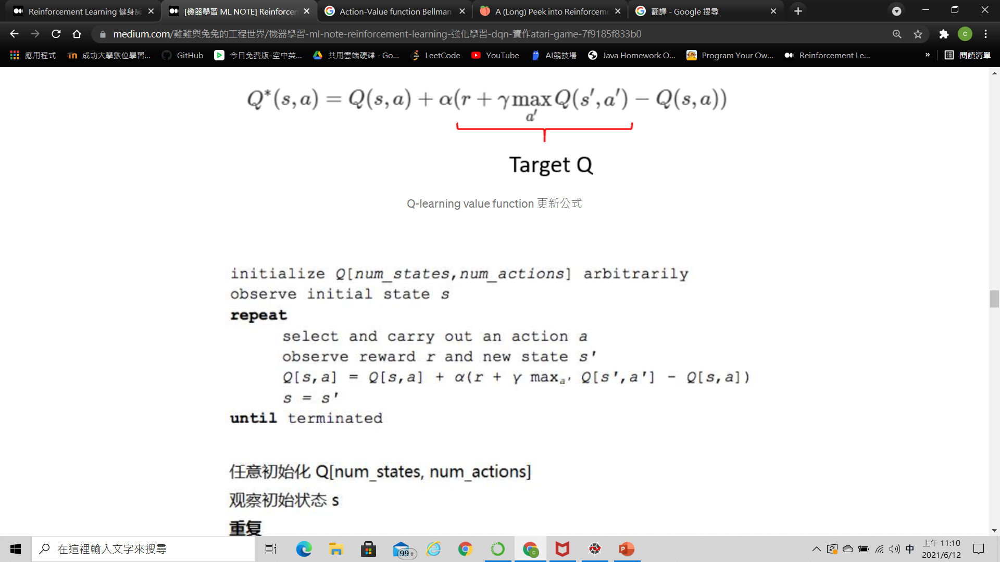 Reinforcement Learning 健身房
[機器學習 ML NOTE] Reinforcem
Action-Value function Bellman
A (Long) Peek into Reinforceme
翻譯 - Google 搜尋
medium.com/雞雞與兔兔的工程世界/機器學習-ml-note-reinforcement-learning-強化學習-dqn-實作atari-game-7f9185f833b0
C
應用程式
成功大學數位學習...
GitHub
今日免費版-空中英...
共用雲端硬碟 - Go...
LeetCode
YouTube
AI競技場
Java Homework O...
Program Your Ow...
Reinforcement Le...
»
閱讀清單
Q*(s,a) = Q(s,a) + α(r + γ max Q(s′,a′) − Q(s,a))
a′
Target Q
Q-learning value function 更新公式
initialize Q[num_states,num_actions] arbitrarily
observe initial state s
repeat
select and carry out an action a
observe reward r and new state s'
Q[s,a] = Q[s,a] + α(r + γ maxa' Q[s',a'] - Q[s,a])
s = s'
until terminated
任意初始化 Q[num_states, num_actions]
观察初始状态 s
重复
在這裡輸入文字來搜尋
99+
中
上午 11:10
2021/6/12